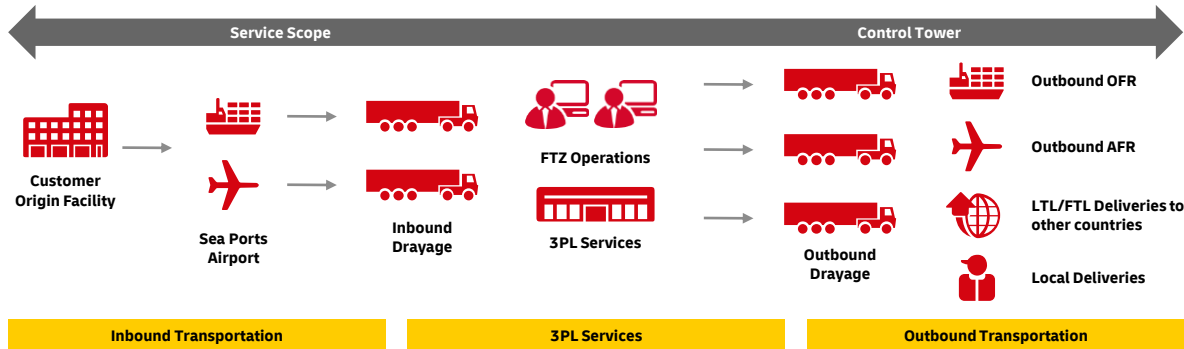 Service Scope
Control Tower
Customer
Origin Facility
Sea Ports
Airport
Inbound
Drayage
FTZ Operations
3PL Services
Outbound
Drayage
Outbound OFR
Outbound AFR
LTL/FTL Deliveries to
other countries
Local Deliveries
Inbound Transportation
3PL Services
Outbound Transportation